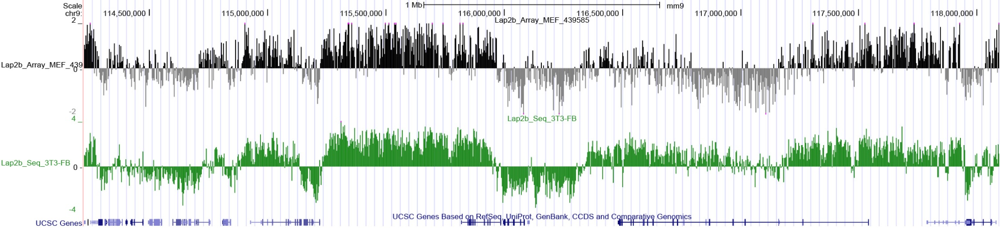 Scale 1 Mb mm9
chr9: 114,500,000 115,000,000 115,500,000 116,000,000 116,500,000 117,000,000 117,500,000 118,000,000
2 _ Lap2b_Array_MEF_439585
Lap2b_Array_MEF_439
0 -
-2
4 _ Lap2b_Seq_3T3-FB
Lap2b_Seq_3T3-FB 0 -
-4
UCSC Genes Based on RefSeq, UniProt, GenBank, CCDS and Comparative Genomics
UCSC Genes